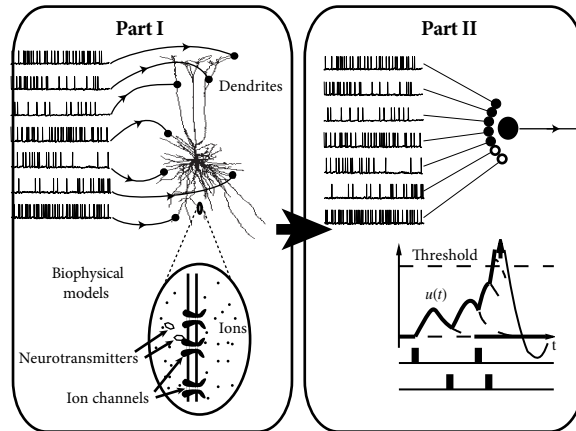 Part I
Part II
Dendrites
Biophysical
models
Ions
Neurotransmitters
Ion channels
Threshold
u(t)
t